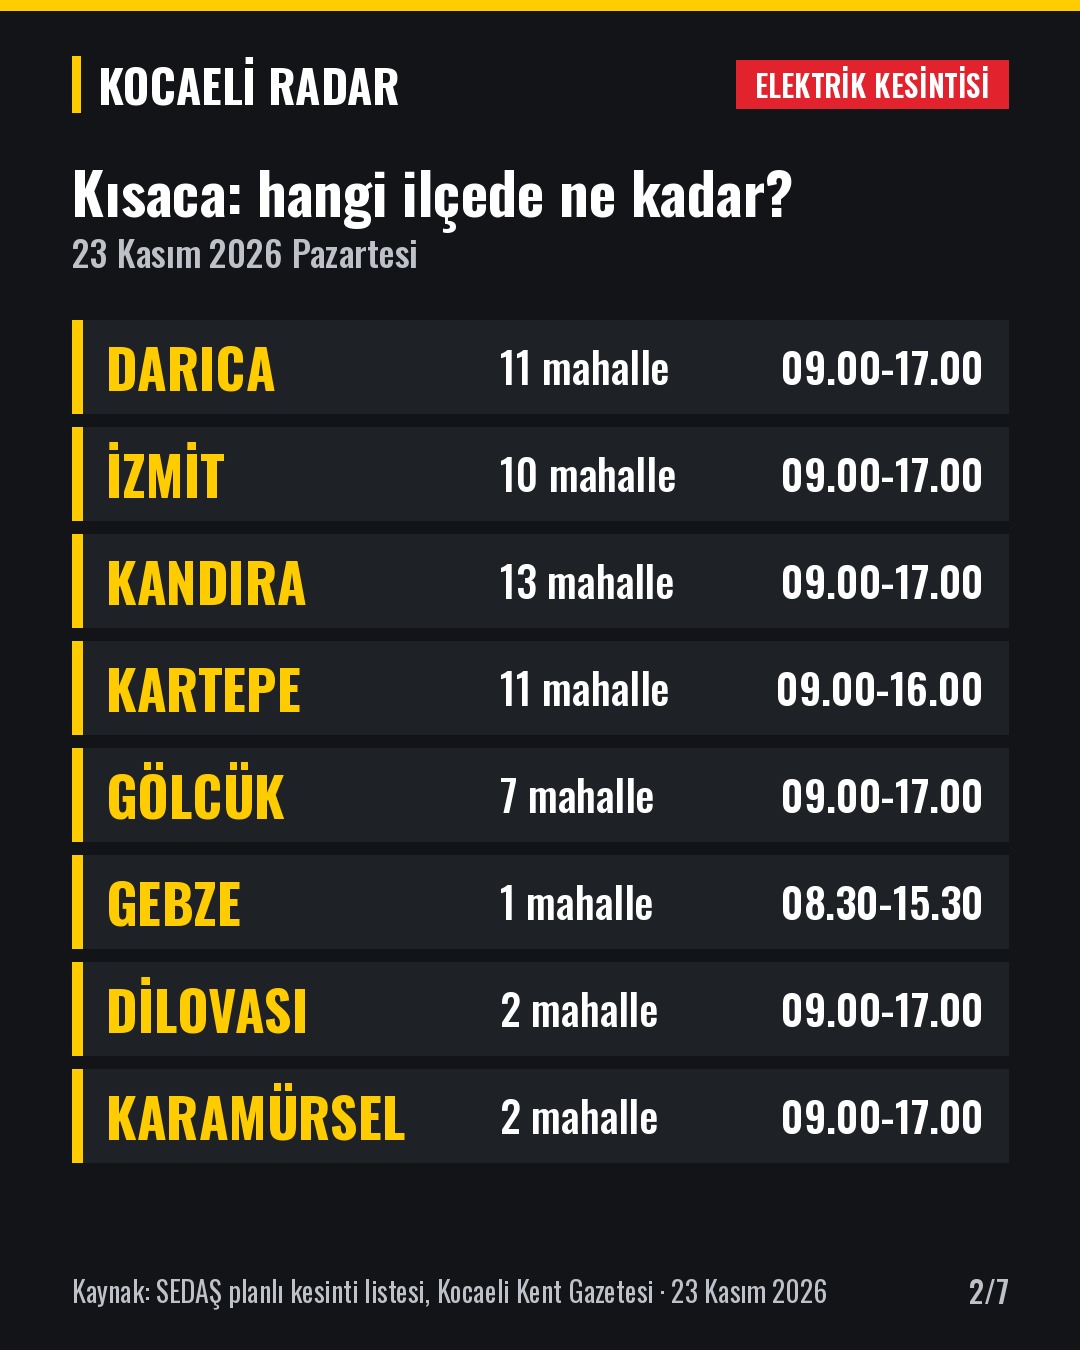 KOCAELİ RADAR
ELEKTRİK KESİNTİSİ
Kısaca: hangi ilçede ne kadar?
23 Kasım 2026 Pazartesi
DARICA 11 mahalle 09.00-17.00
İZMİT 10 mahalle 09.00-17.00
KANDIRA 13 mahalle 09.00-17.00
KARTEPE 11 mahalle 09.00-16.00
GÖLCÜK 7 mahalle 09.00-17.00
GEBZE 1 mahalle 08.30-15.30
DİLOVASI 2 mahalle 09.00-17.00
KARAMÜRSEL 2 mahalle 09.00-17.00
Kaynak: SEDAŞ planlı kesinti listesi, Kocaeli Kent Gazetesi · 23 Kasım 2026 2/7